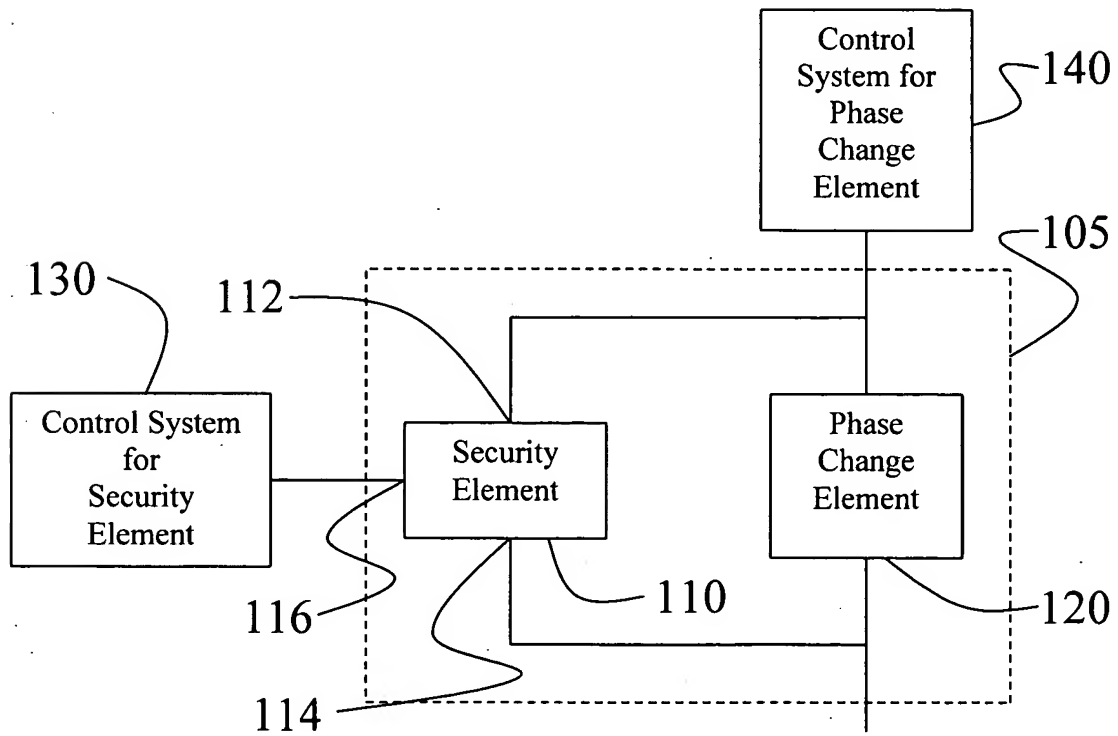 Control
System for
Phase
Change
Element
140
105
130
112
Control System
for
Security
Element
Security
Element
Phase
Change
Element
116
110
120
114